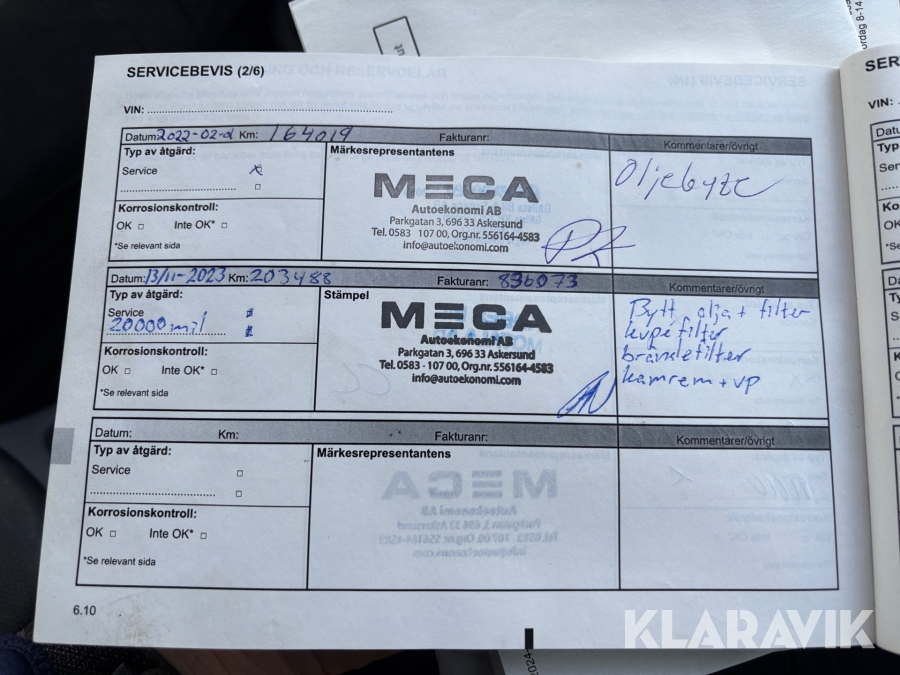 ordag 8-14
SERVICEBEVIS (2/6)
VIN:
Datum: 2022-02-01 Km: 164019 Fakturanr: Kommentarer/övrigt
Typ av åtgärd: Märkesrepresentantens
Service x Oljebyte
MECA
Autoekonomi AB
Parkgatan 3, 696 33 Askersund
Tel. 0583 107 00, Org.nr. 556164-4583
info@autoekonomi.com
Korrosionskontroll:
OK Inte OK*
*Se relevant sida
Datum: 13/11-2023 Km: 203488 Fakturanr: 836073 Kommentarer/övrigt
Typ av åtgärd: Stämpel
Service
20000 mil
MECA
Autoekonomi AB
Parkgatan 3, 696 33 Askersund
Tel. 0583 - 107 00, Org.nr. 556164-4583
info@autoekonomi.com
Bytt olja + filter
kupéfilter
bränslefilter
kamrem + vp
Korrosionskontroll:
OK Inte OK*
*Se relevant sida
Datum: Km: Fakturanr: Kommentarer/övrigt
Typ av åtgärd: Märkesrepresentantens
Service
Korrosionskontroll:
OK Inte OK*
*Se relevant sida
6.10
SER
VIN:
KLARAVIK